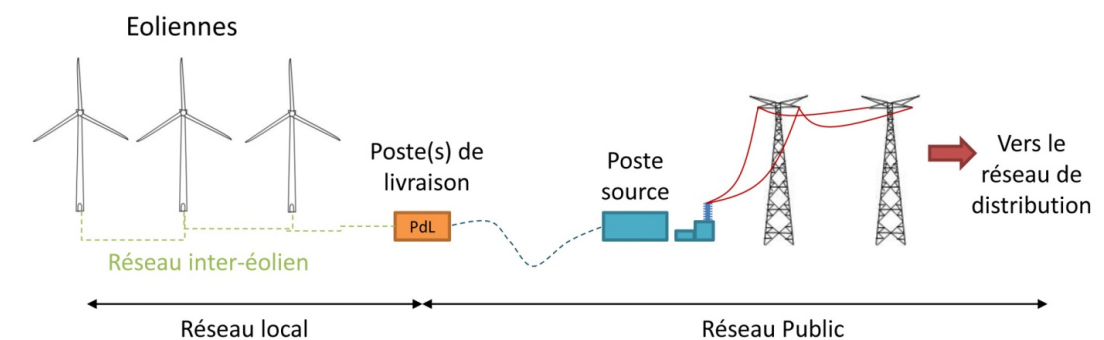 Eoliennes
Poste(s) de
livraison
PdL
Poste
source
Vers le
réseau de
distribution
Réseau inter-éolien
Réseau local
Réseau Public